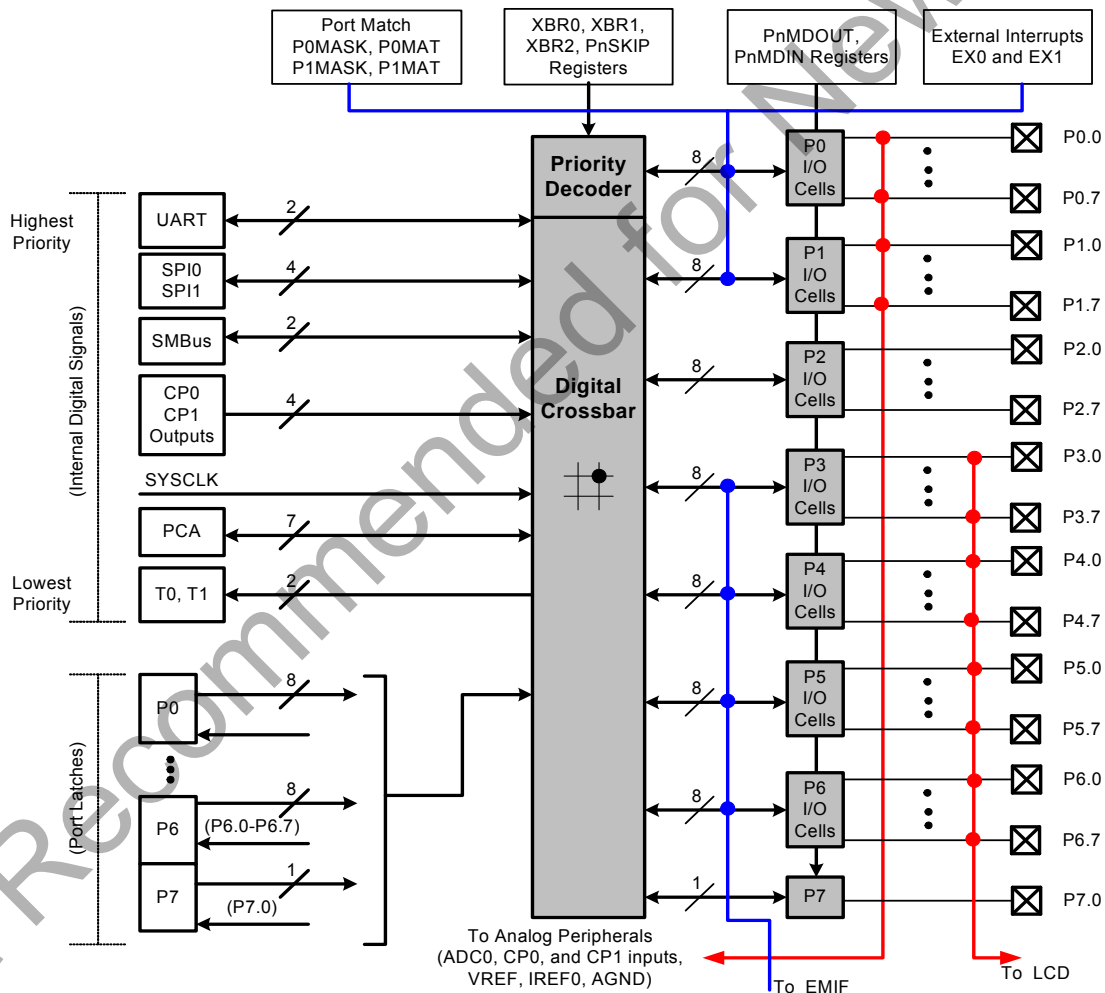 Port Match
P0MASK, P0MAT
P1MASK, P1MAT
XBR0, XBR1,
XBR2, PnSKIP
Registers
PnMDOUT,
PnMDIN Registers
External Interrupts
EX0 and EX1
Priority
Decoder
Digital
Crossbar
Highest
Priority
(Internal Digital Signals)
Lowest
Priority
UART
2
SPI0
SPI1
4
SMBus
2
CP0
CP1
Outputs
4
SYSCLK
PCA
7
T0, T1
2
(Port Latches)
P0
8
P6
8
(P6.0-P6.7)
P7
1
(P7.0)
8
P0
I/O
Cells
P0.0
P0.7
8
P1
I/O
Cells
P1.0
P1.7
8
P2
I/O
Cells
P2.0
P2.7
8
P3
I/O
Cells
P3.0
P3.7
8
P4
I/O
Cells
P4.0
P4.7
8
P5
I/O
Cells
P5.0
P5.7
8
P6
I/O
Cells
P6.0
P6.7
1
P7
P7.0
To Analog Peripherals
(ADC0, CP0, and CP1 inputs,
VREF, IREF0, AGND)
To EMIF
To LCD
Recommended for New